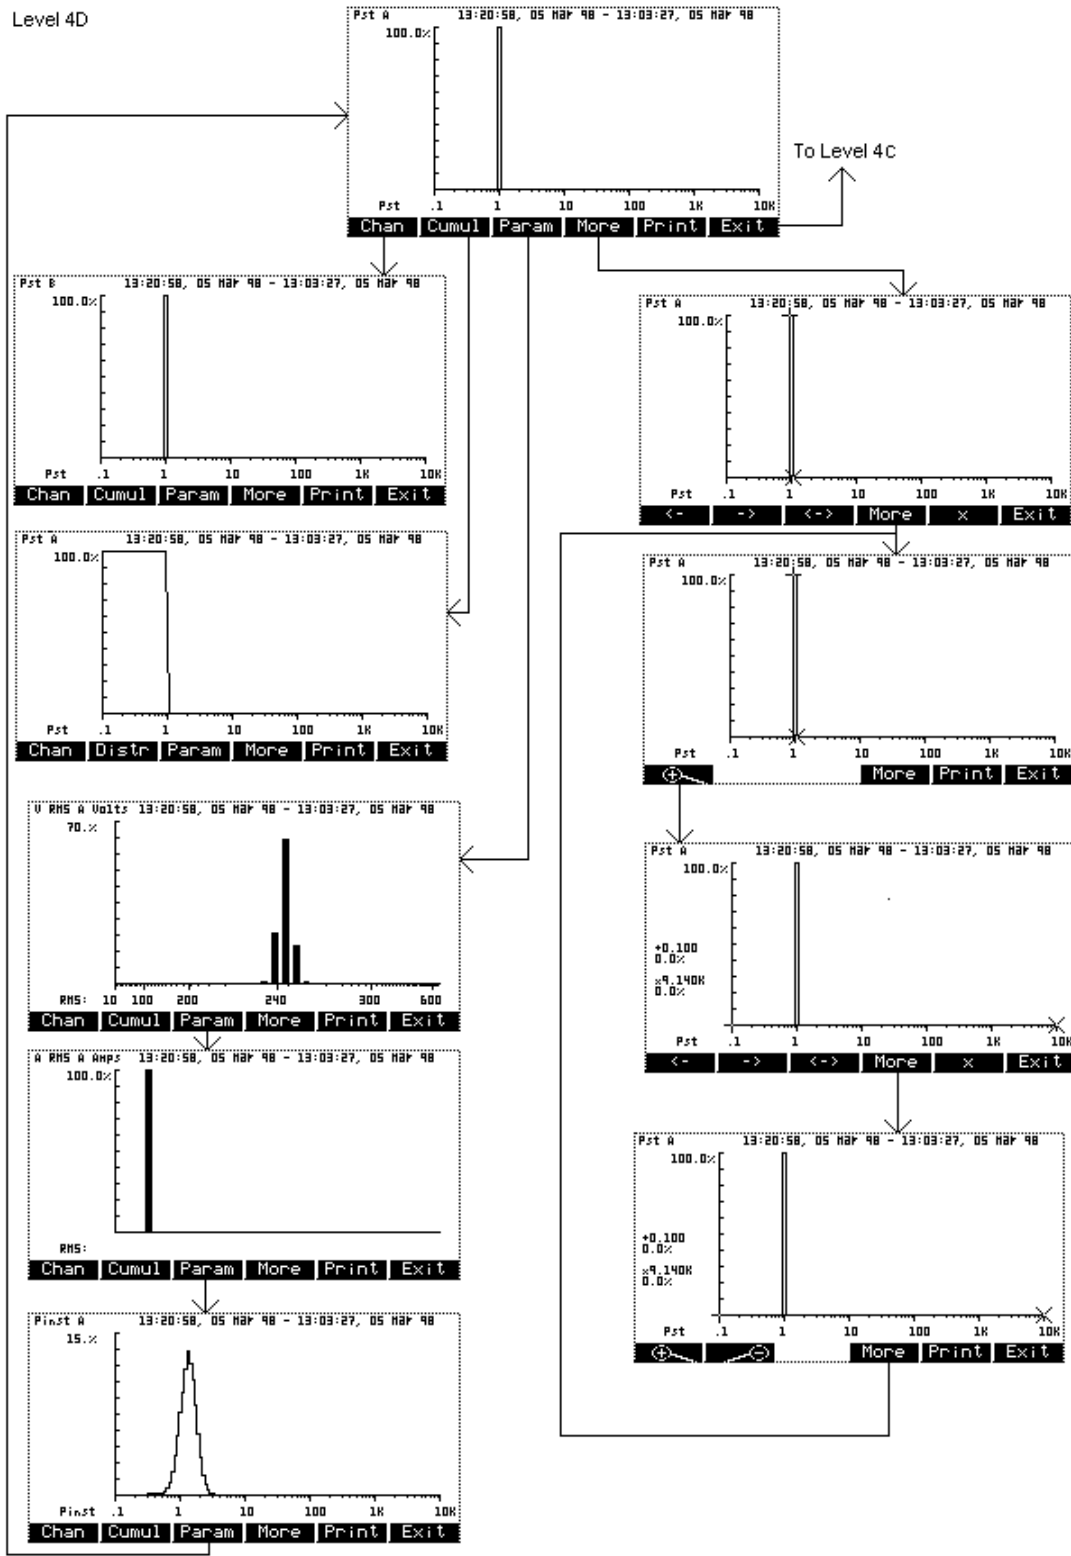 Level 4D
Pst A 13:20:58, 05 Mar 98 - 13:03:27, 05 Mar 98
100.0%
Pst .1 1 10 100 1K 10K
Chan Cumul Param More Print Exit
To Level 4C
Pst B 13:20:58, 05 Mar 98 - 13:03:27, 05 Mar 98
100.0%
Pst .1 1 10 100 1K 10K
Chan Cumul Param More Print Exit
Pst A 13:20:58, 05 Mar 98 - 13:03:27, 05 Mar 98
100.0%
Pst .1 1 10 100 1K 10K
Chan Distr Param More Print Exit
V RMS A Volts 13:20:58, 05 Mar 98 - 13:03:27, 05 Mar 98
70.%
RMS: 10 100 200 240 300 600
Chan Cumul Param More Print Exit
A RMS A Amps 13:20:58, 05 Mar 98 - 13:03:27, 05 Mar 98
100.0%
RMS:
Chan Cumul Param More Print Exit
Pinst A 13:20:58, 05 Mar 98 - 13:03:27, 05 Mar 98
15.%
Pinst .1 1 10 100 1K 10K
Chan Cumul Param More Print Exit
Pst A 13:20:58, 05 Mar 98 - 13:03:27, 05 Mar 98
100.0%
Pst .1 1 10 100 1K 10K
<- -> <-> More x Exit
Pst A 13:20:58, 05 Mar 98 - 13:03:27, 05 Mar 98
100.0%
Pst .1 1 10 100 1K 10K
More Print Exit
Pst A 13:20:58, 05 Mar 98 - 13:03:27, 05 Mar 98
100.0%
+0.100
0.0%
x9.140K
0.0%
Pst .1 1 10 100 1K 10K
<- -> <-> More x Exit
Pst A 13:20:58, 05 Mar 98 - 13:03:27, 05 Mar 98
100.0%
+0.100
0.0%
x9.140K
0.0%
Pst .1 1 10 100 1K 10K
More Print Exit